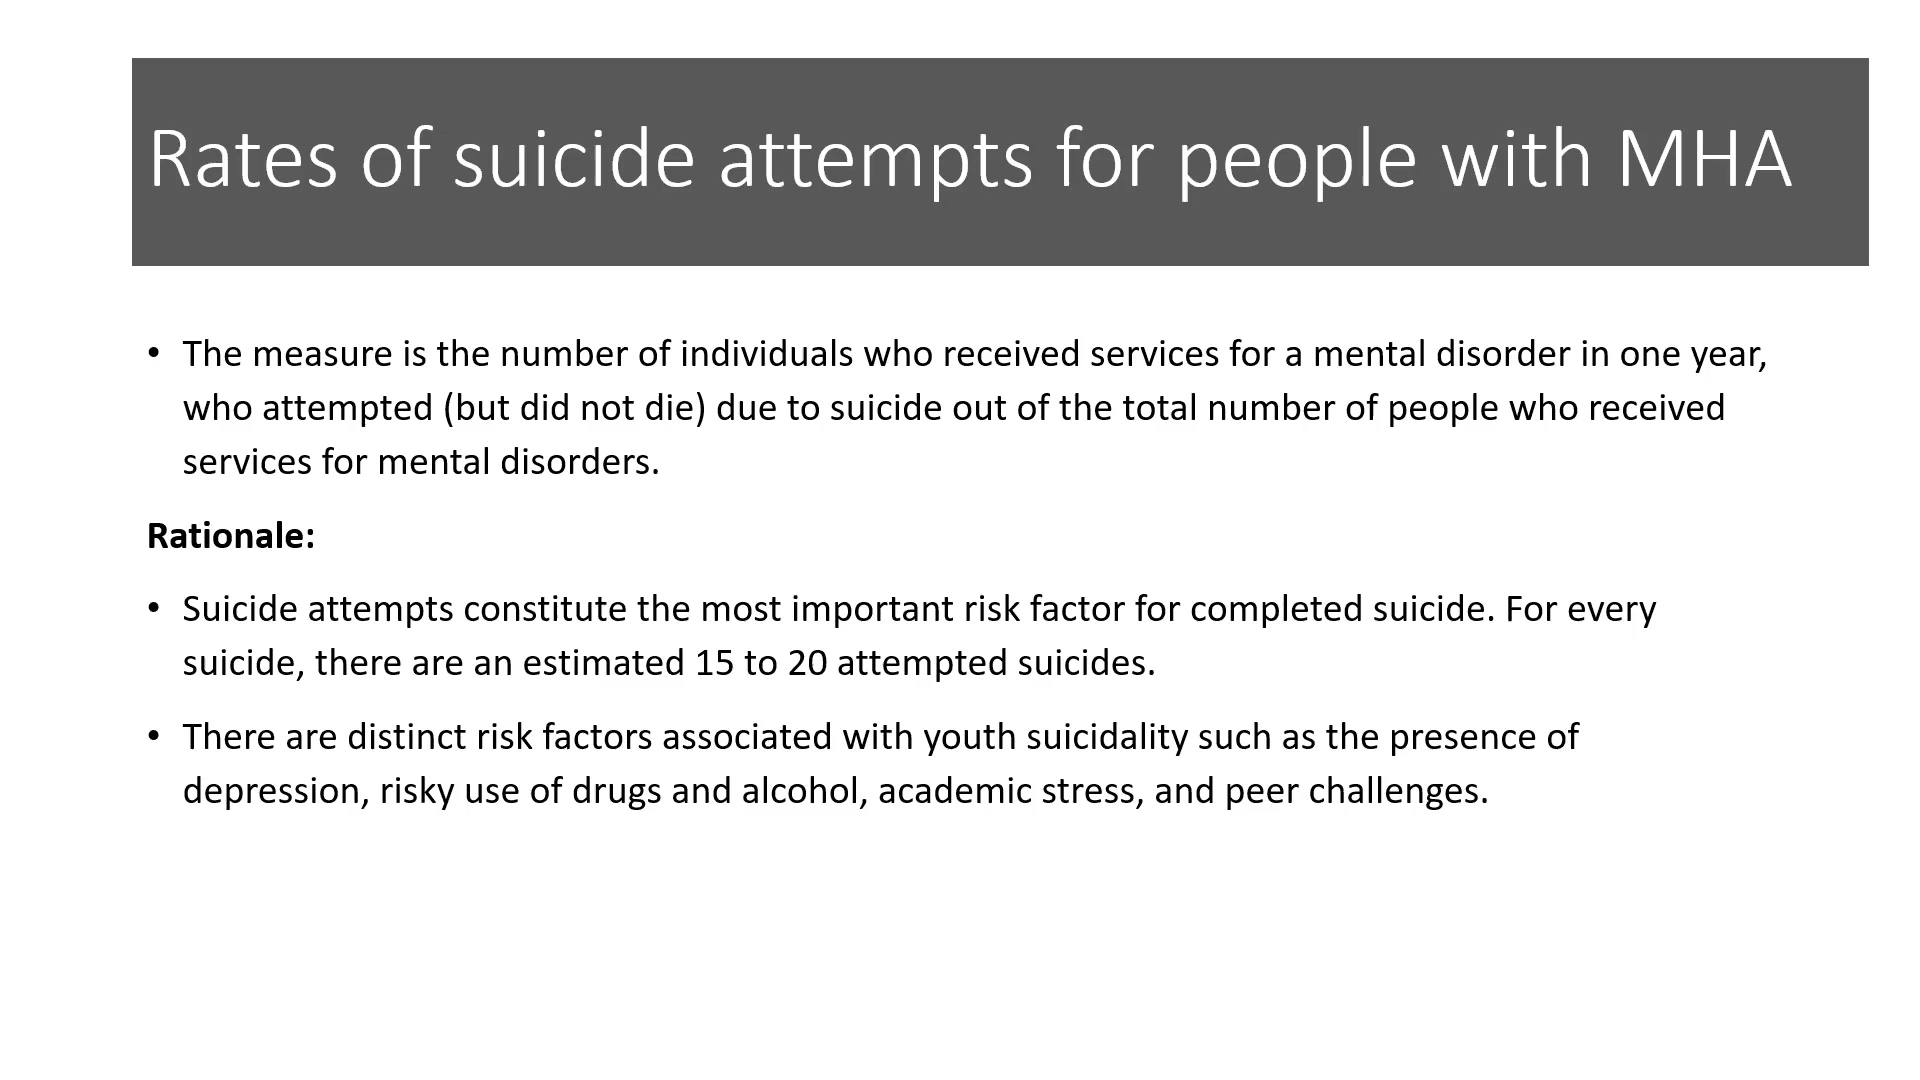 Rates of suicide attempts for people with MHA
• The measure is the number of individuals who received services for a mental disorder in one year,
who attempted (but did not die) due to suicide out of the total number of people who received
services for mental disorders.
Rationale:
• Suicide attempts constitute the most important risk factor for completed suicide. For every
suicide, there are an estimated 15 to 20 attempted suicides.
• There are distinct risk factors associated with youth suicidality such as the presence of
depression, risky use of drugs and alcohol, academic stress, and peer challenges.